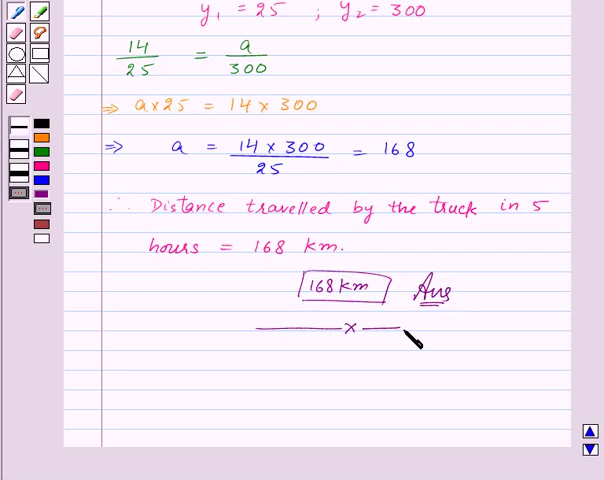 y₁ = 25 ; y₂ = 300
14/25 = a/300
⇒ a × 25 = 14 × 300
⇒ a = 14 × 300/25 = 168
∴ Distance travelled by the truck in 5
hours = 168 km.
168 km Ans
x